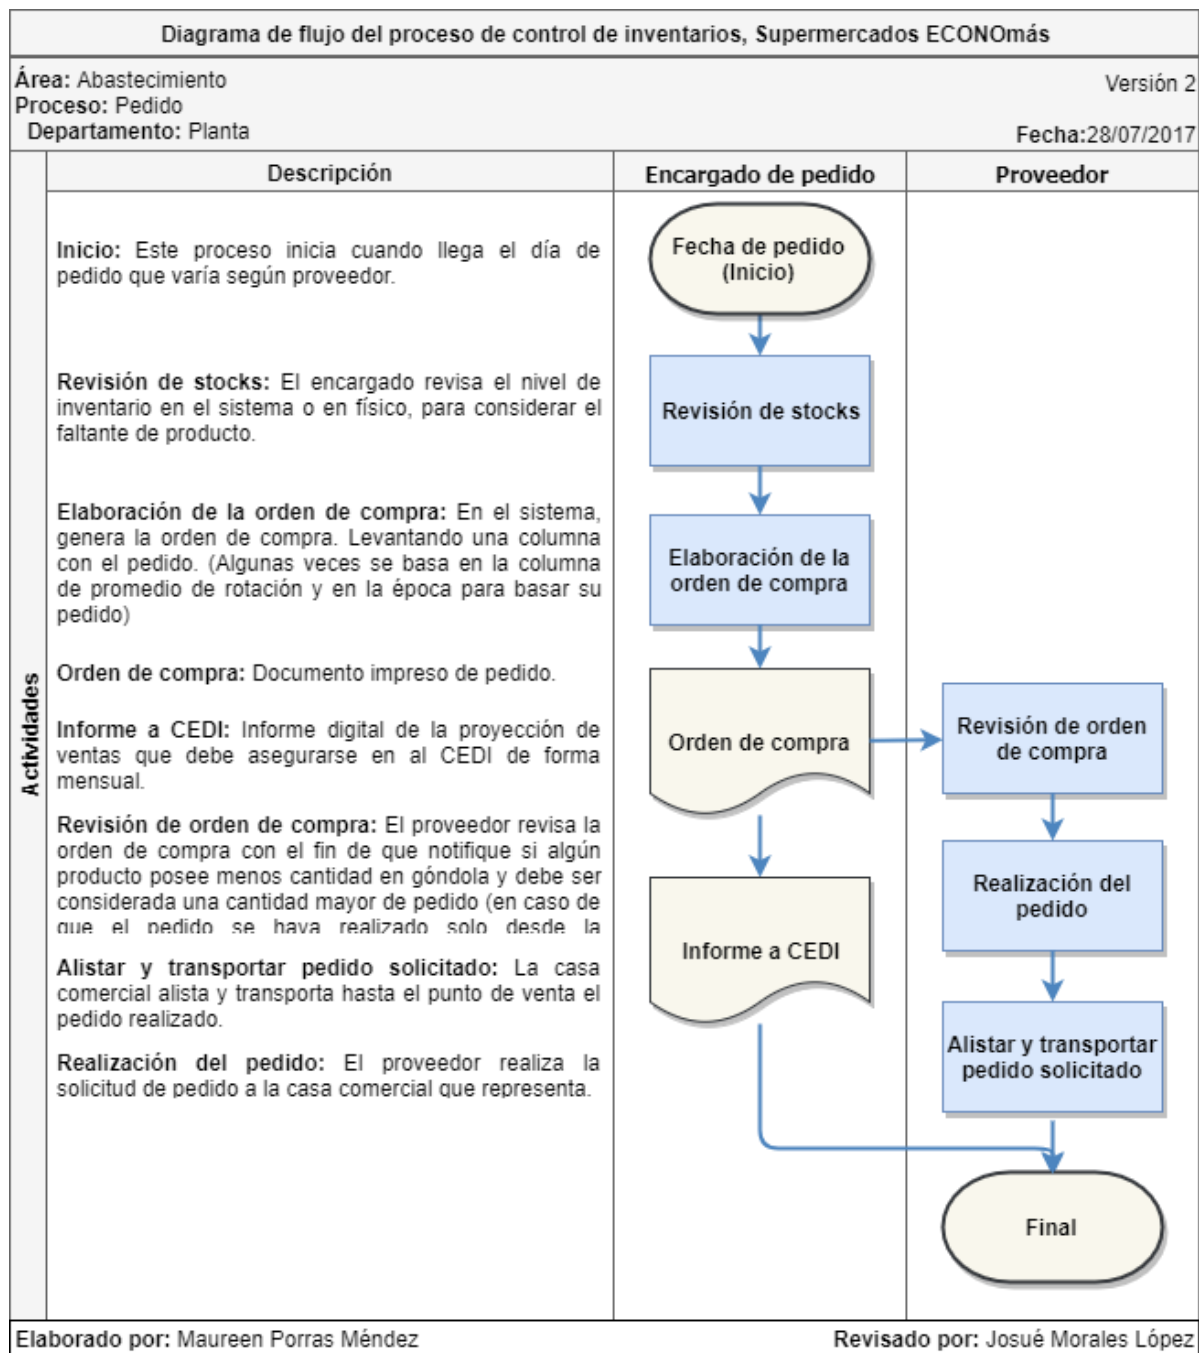 Diagrama de flujo del proceso de control de inventarios, Supermercados ECONOmás
Área: Abastecimiento
Versión 2
Proceso: Pedido
Departamento: Planta
Fecha:28/07/2017
Actividades
Descripción
Encargado de pedido
Proveedor
Inicio: Este proceso inicia cuando llega el día de
pedido que varía según proveedor.
Revisión de stocks: El encargado revisa el nivel de
inventario en el sistema o en físico, para considerar el
faltante de producto.
Elaboración de la orden de compra: En el sistema,
genera la orden de compra. Levantando una columna
con el pedido. (Algunas veces se basa en la columna
de promedio de rotación y en la época para basar su
pedido)
Orden de compra: Documento impreso de pedido.
Informe a CEDI: Informe digital de la proyección de
ventas que debe asegurarse en al CEDI de forma
mensual.
Revisión de orden de compra: El proveedor revisa la
orden de compra con el fin de que notifique si algún
producto posee menos cantidad en góndola y debe ser
considerada una cantidad mayor de pedido (en caso de
que el pedido se haya realizado solo desde la
Alistar y transportar pedido solicitado: La casa
comercial alista y transporta hasta el punto de venta el
pedido realizado.
Realización del pedido: El proveedor realiza la
solicitud de pedido a la casa comercial que representa.
Fecha de pedido
(Inicio)
Revisión de stocks
Elaboración de la
orden de compra
Orden de compra
Informe a CEDI
Revisión de orden
de compra
Realización del
pedido
Alistar y transportar
pedido solicitado
Final
Elaborado por: Maureen Porras Méndez
Revisado por: Josué Morales López